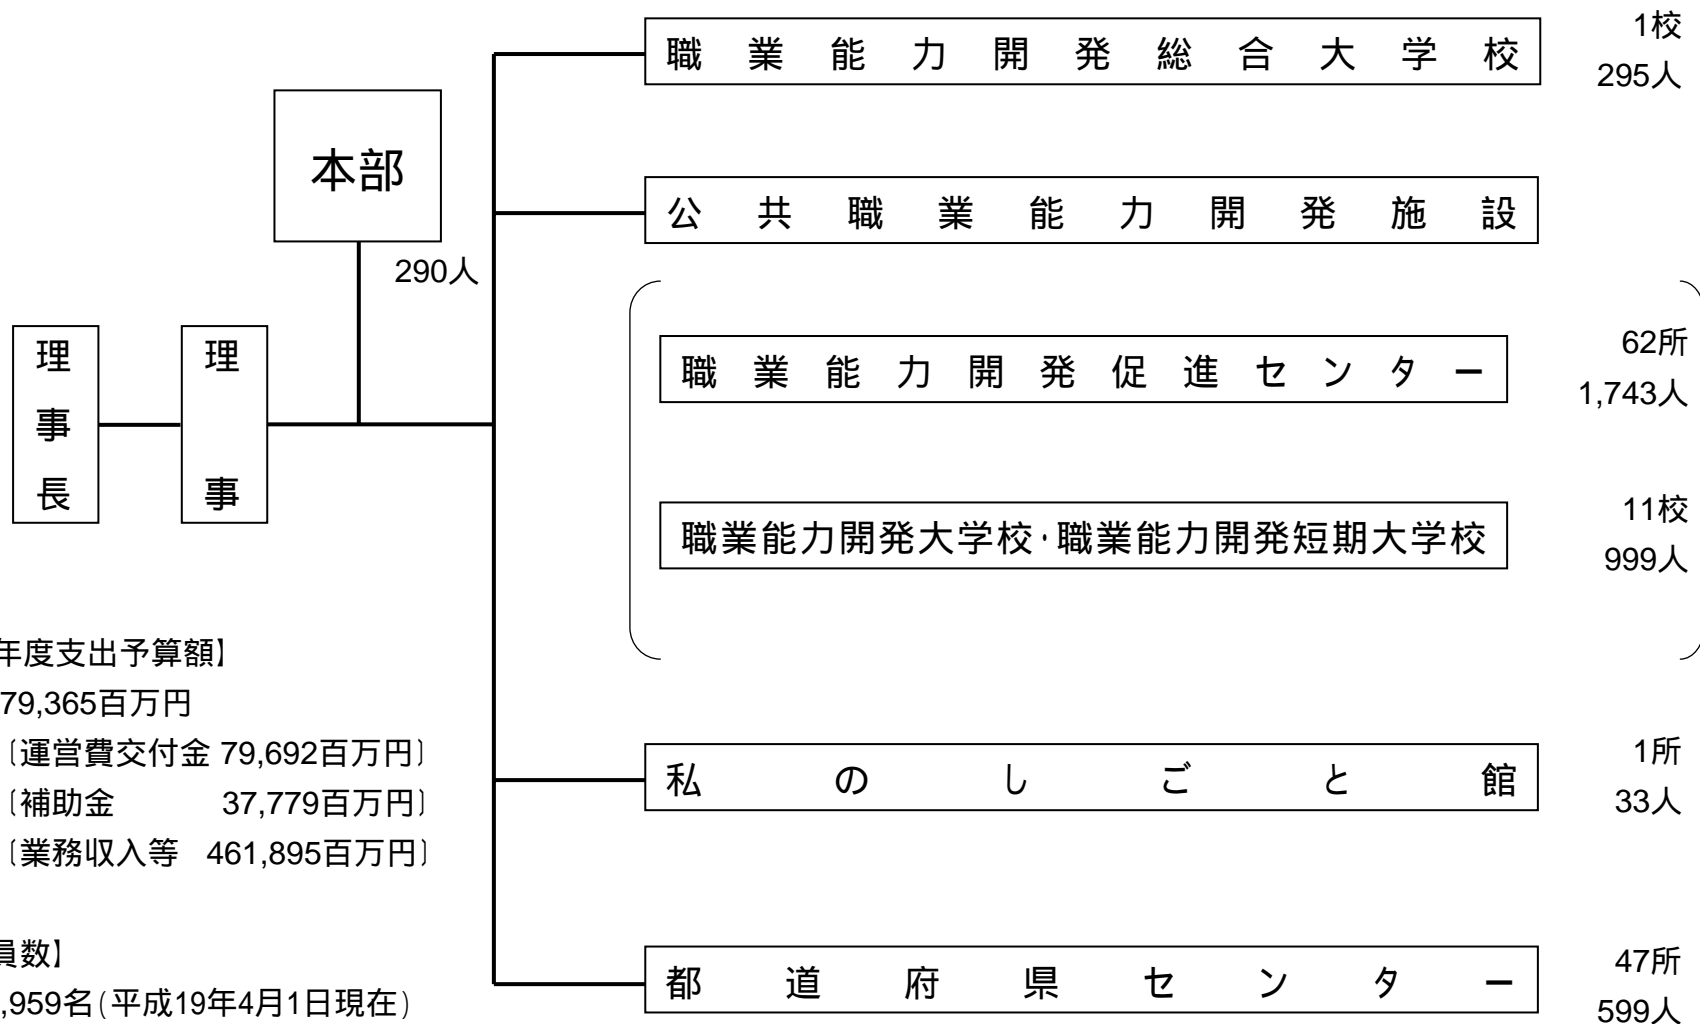 職業能力開発総合大学校
1校
295人
本部
290人
公共職業能力開発施設
理事長
理事
職業能力開発促進センター
62所
1,743人
職業能力開発大学校・職業能力開発短期大学校
11校
999人
年度支出予算額】
79,365百万円
〔運営費交付金 79,692百万円〕
〔補助金 37,779百万円〕
〔業務収入等 461,895百万円〕
私のしごと館
1所
33人
員数】
,959名(平成19年4月1日現在)
都道府県センター
47所
599人